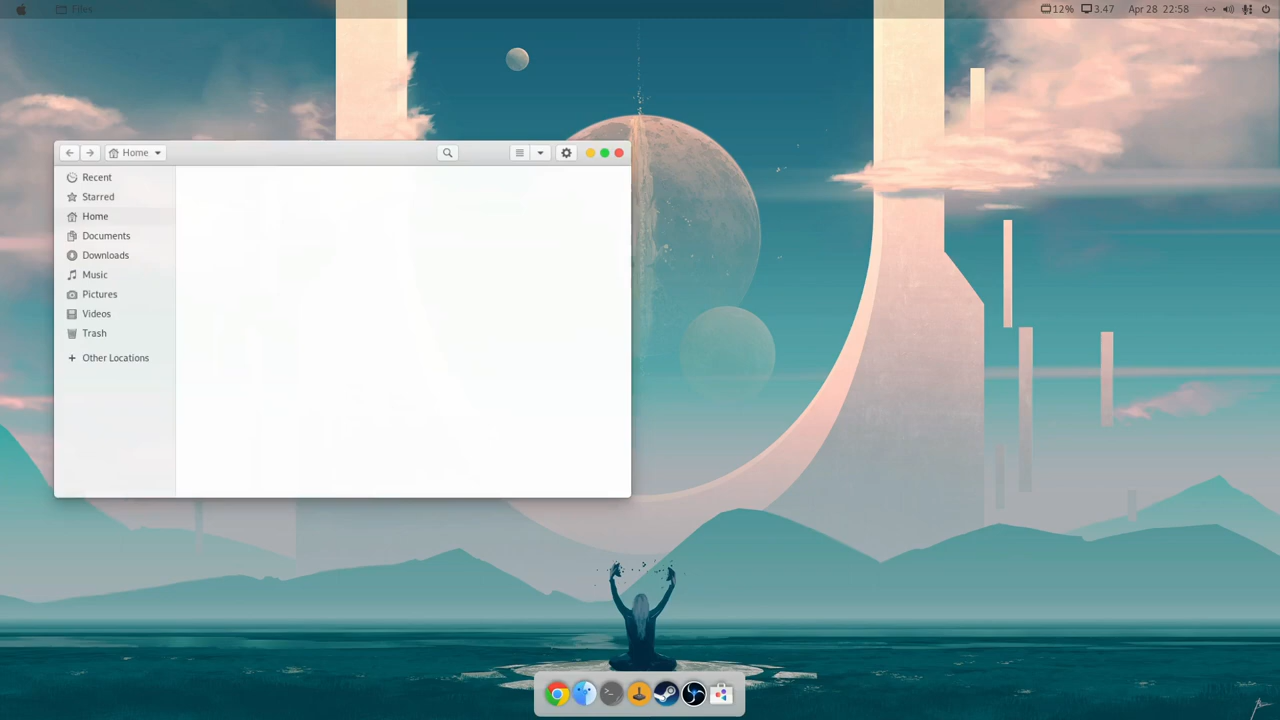 Files
12% 3.47 Apr 28 22:58
Home
Recent
Starred
Home
Documents
Downloads
Music
Pictures
Videos
Trash
+ Other Locations
>_